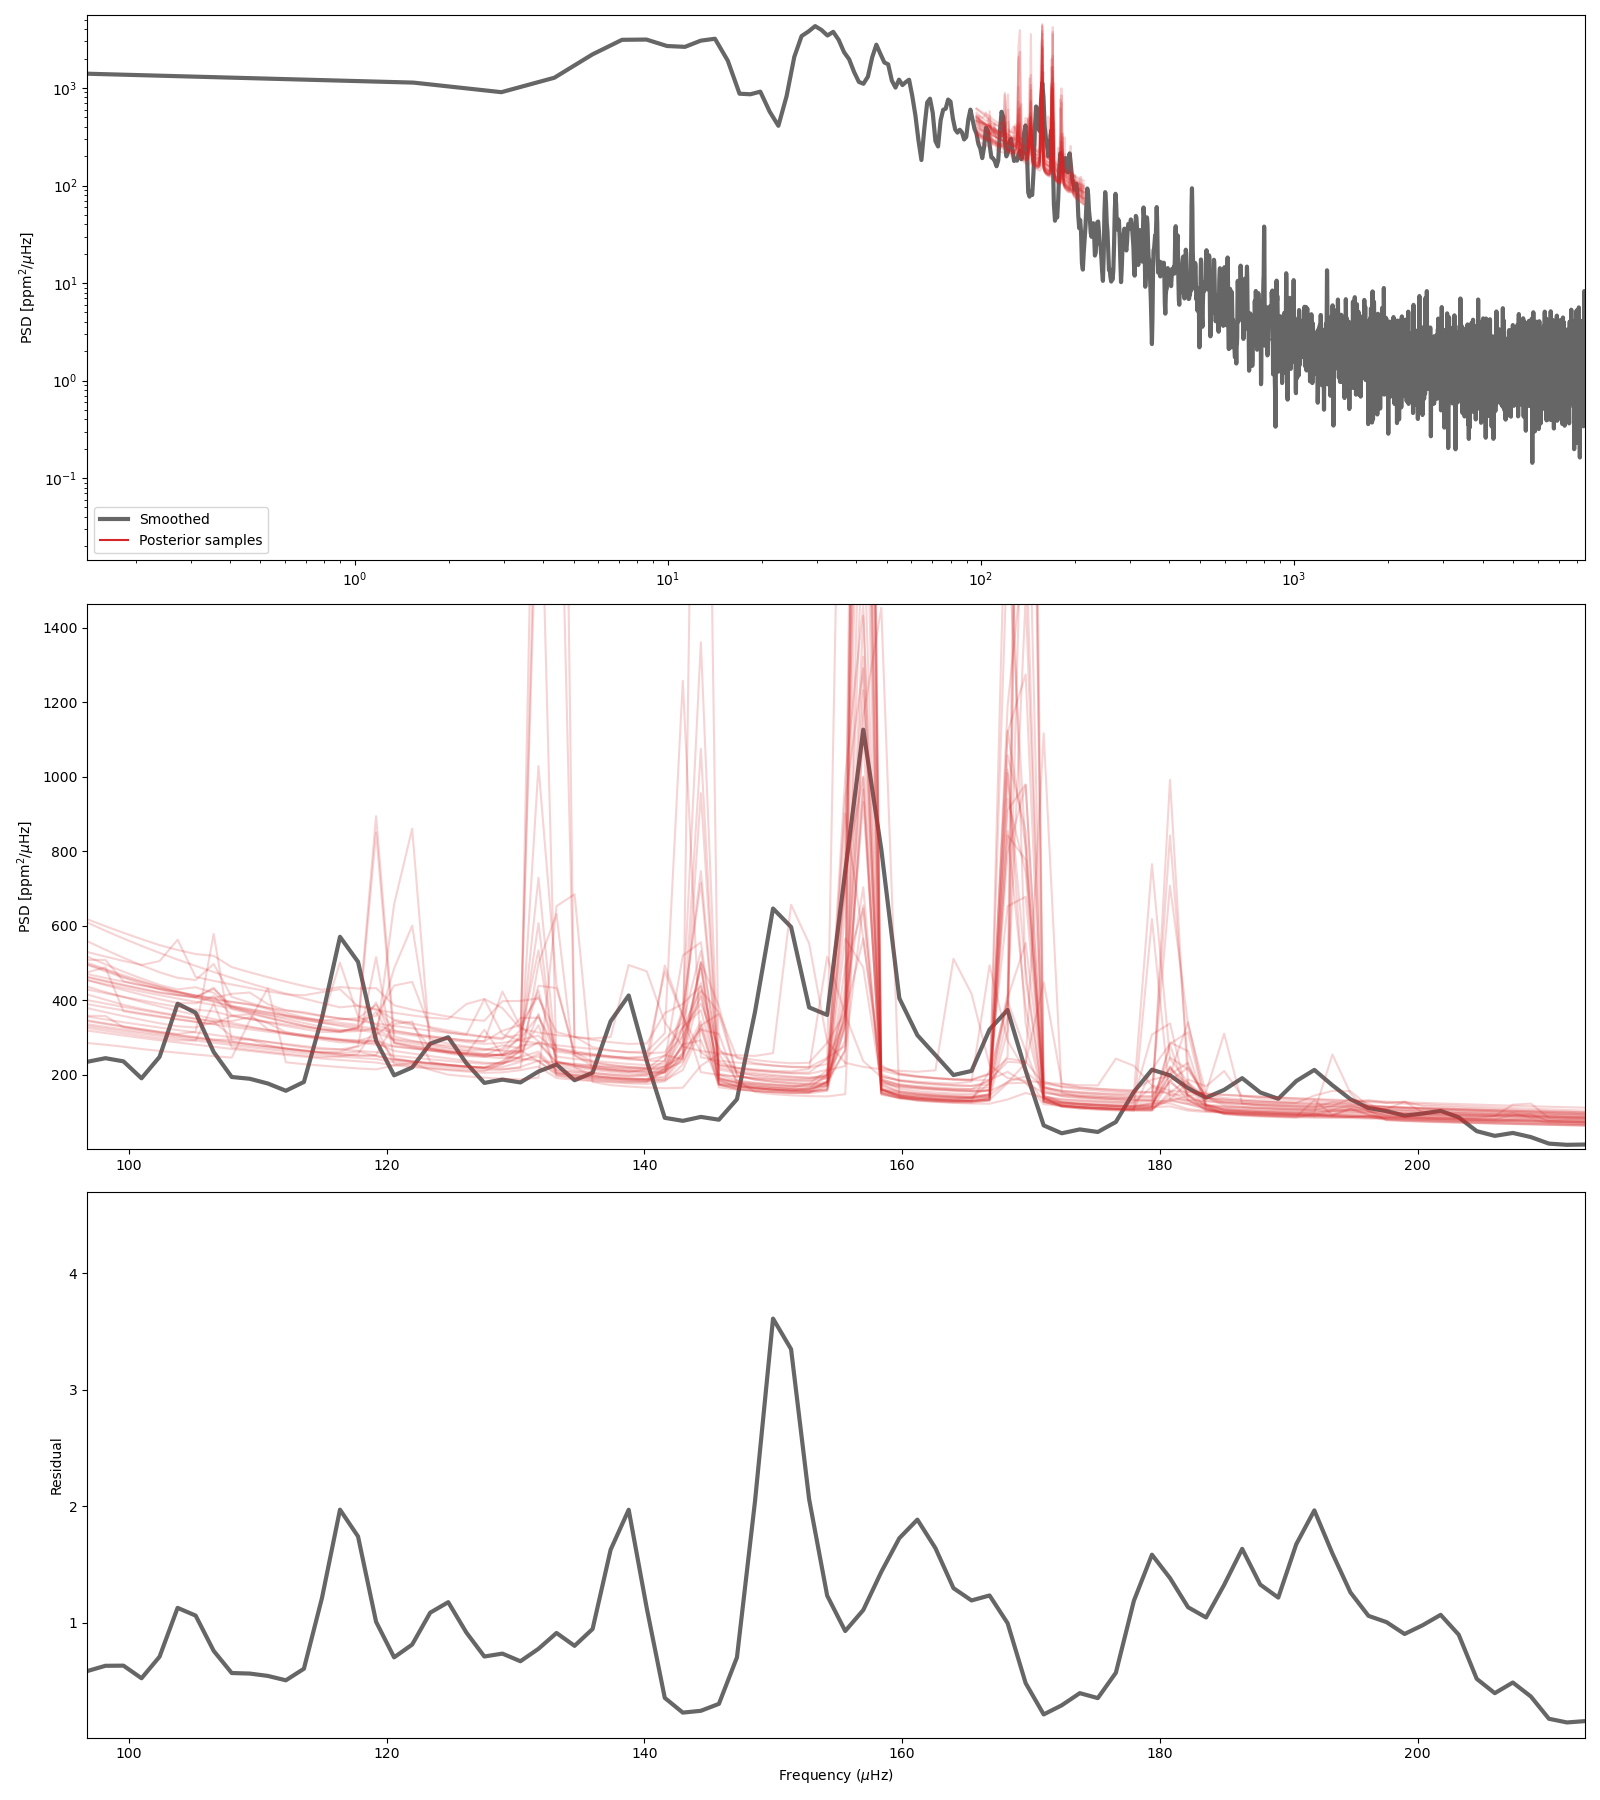 PSD [ppm²/μHz]
10³
10²
10¹
10⁰
10⁻¹
Smoothed
Posterior samples
10⁰ 10¹ 10² 10³
PSD [ppm²/μHz]
1400
1200
1000
800
600
400
200
100 120 140 160 180 200
Residual
4
3
2
1
100 120 140 160 180 200
Frequency (μHz)